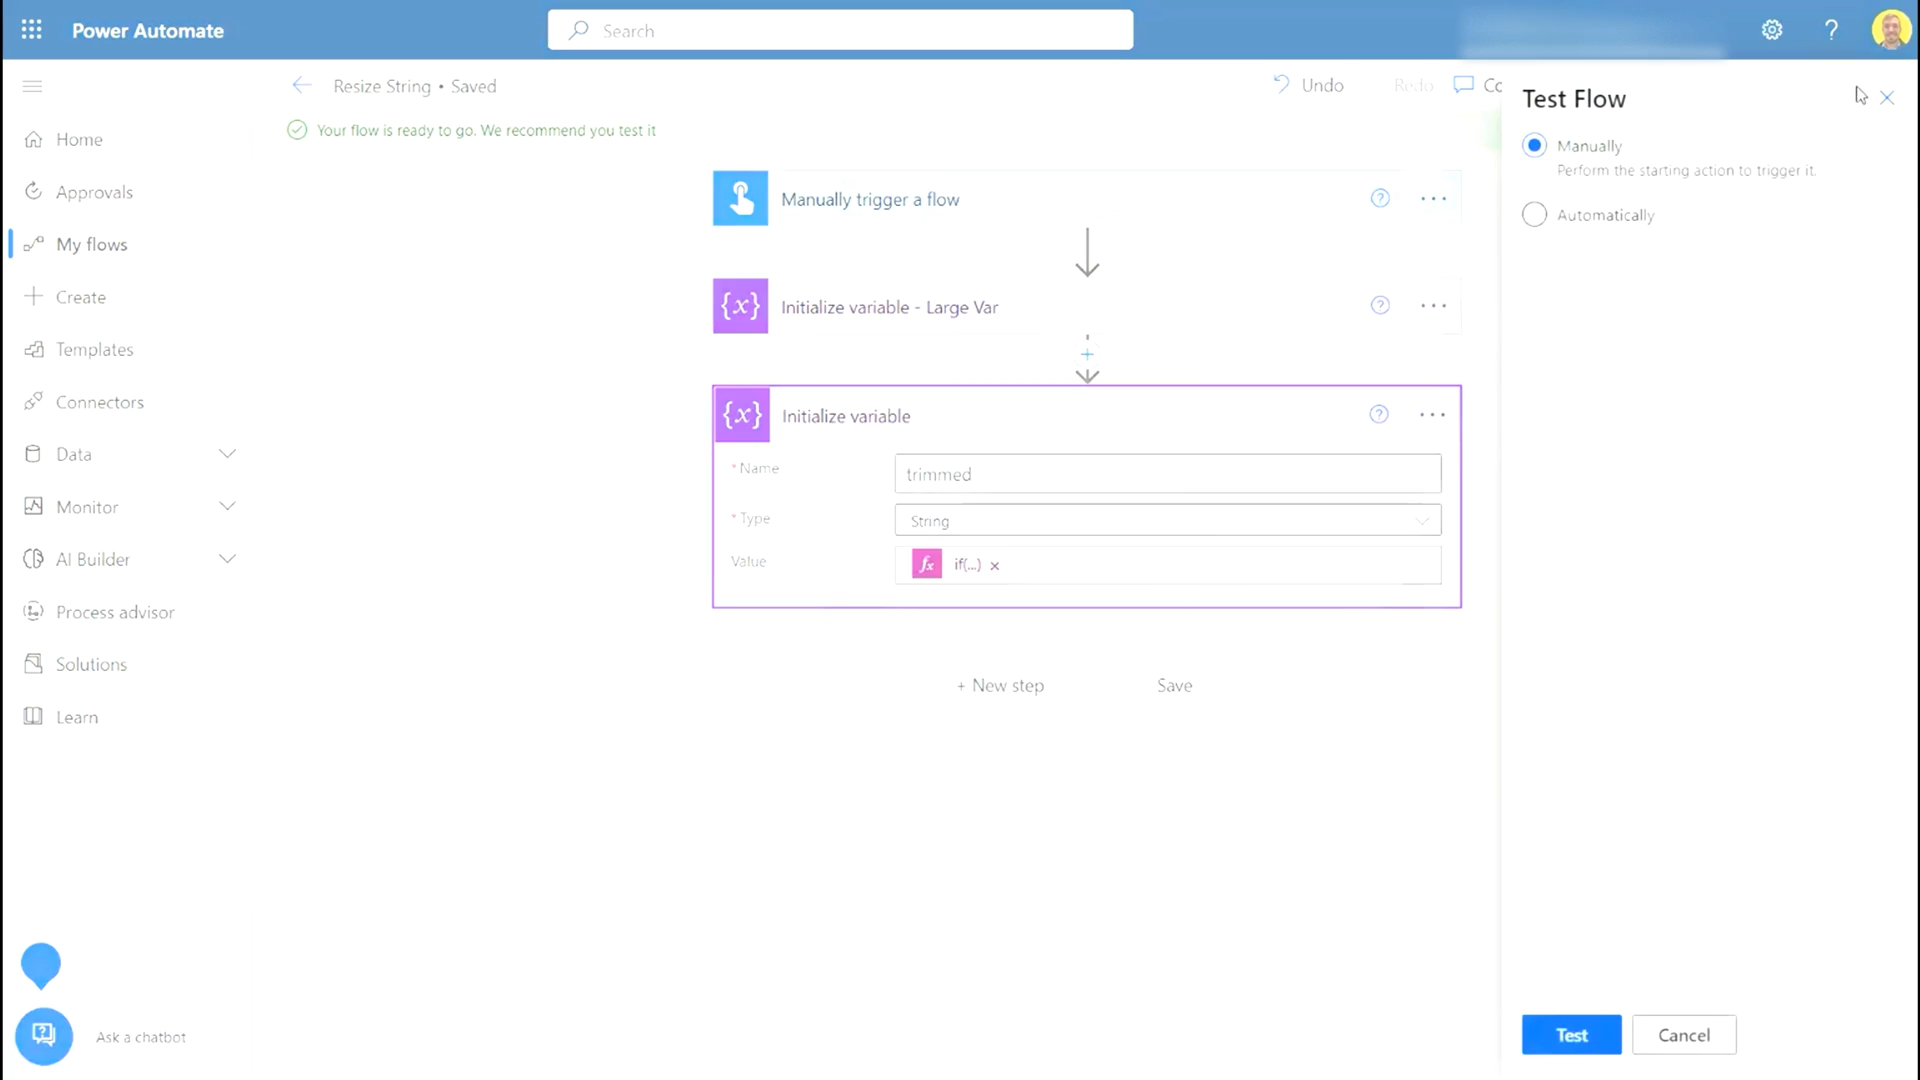 Power Automate
Search
?
Resize String • Saved
Undo
Redo
Co
Test Flow
Your flow is ready to go. We recommend you test it
Home
Approvals
My flows
Create
Templates
Connectors
Data
Monitor
AI Builder
Process advisor
Solutions
Learn
Manually
Perform the starting action to trigger it.
Automatically
Manually trigger a flow
?
...
{x} Initialize variable - Large Var
?
...
{x} Initialize variable
?
...
* Name
trimmed
* Type
String
Value
fx if(...) ×
+ New step
Save
Ask a chatbot
Test
Cancel